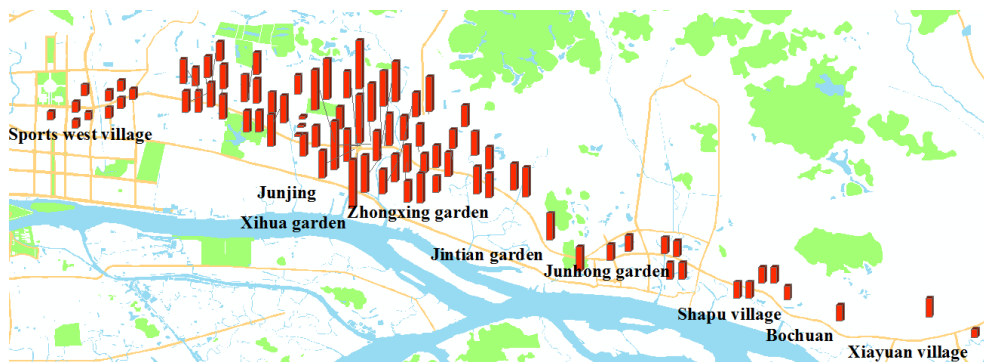 Sports west village
Junjing
Zhongxing garden
Xihua garden
Jintian garden
Junhong garden
Shapu village
Bochuan
Xiayuan village